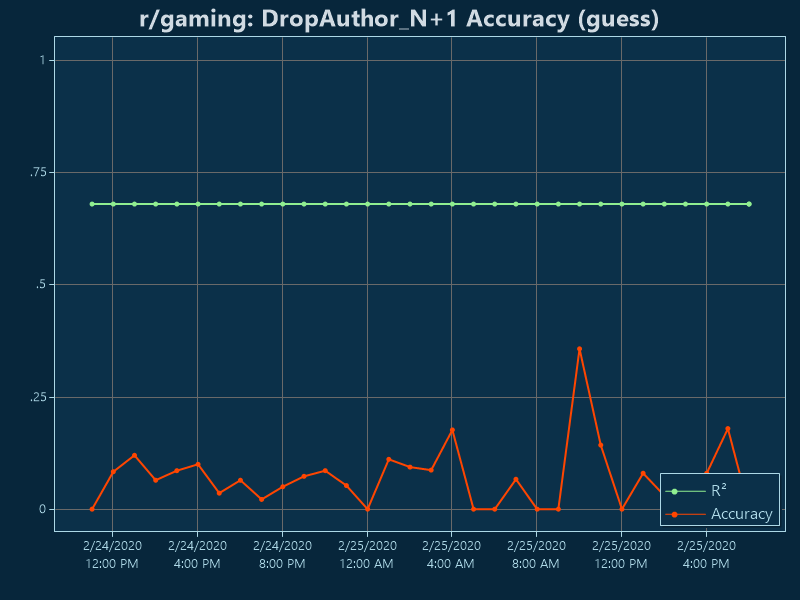 r/gaming: DropAuthor_N+1 Accuracy (guess)
1
.75
.5
.25
0
R²
Accuracy
2/24/2020 2/24/2020 2/24/2020 2/25/2020 2/25/2020 2/25/2020 2/25/2020 2/25/2020
12:00 PM 4:00 PM 8:00 PM 12:00 AM 4:00 AM 8:00 AM 12:00 PM 4:00 PM